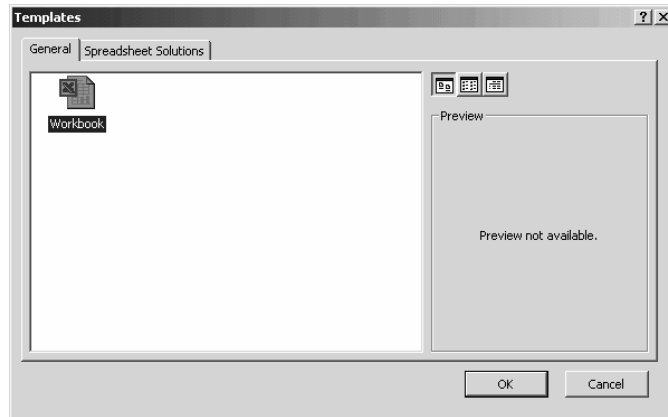 Templates
General
Spreadsheet Solutions
Workbook
Preview
Preview not available.
OK
Cancel